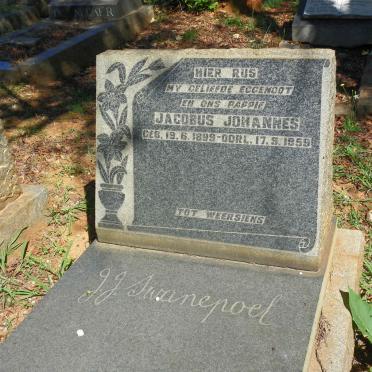 HIER RUS
MY GELIEFDE EGGENOOT
EN ONS PAPPIE
JACOBUS JOHANNES
GEB. 19.6.1899-OORL. 17.9.1959
TOT WEERSIENS
J.J. Swanepoel